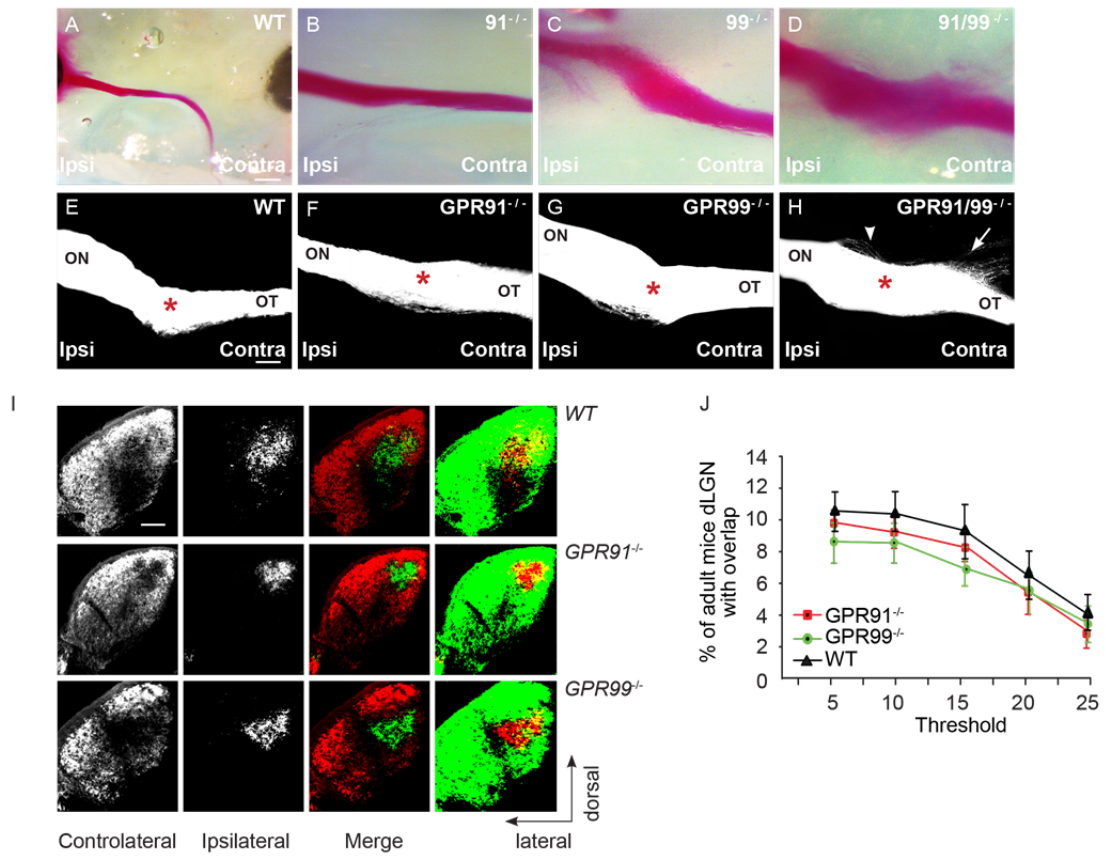 A WT
Ipsi Contra
B 91-/-
Ipsi Contra
C 99-/-
Ipsi Contra
D 91/99-/-
Ipsi Contra
E WT
ON
*
OT
Ipsi Contra
F GPR91-/-
ON
*
OT
Ipsi Contra
G GPR99-/-
ON
*
OT
Ipsi Contra
H GPR91/99-/-
ON
*
OT
Ipsi Contra
I
WT
GPR91-/-
GPR99-/-
Controlateral Ipsilateral Merge lateral
dorsal
J
% of adult mice dLGN
with overlap
14
12
10
8
6
4
2
0
GPR91-/-
GPR99-/-
WT
5 10 15 20 25
Threshold